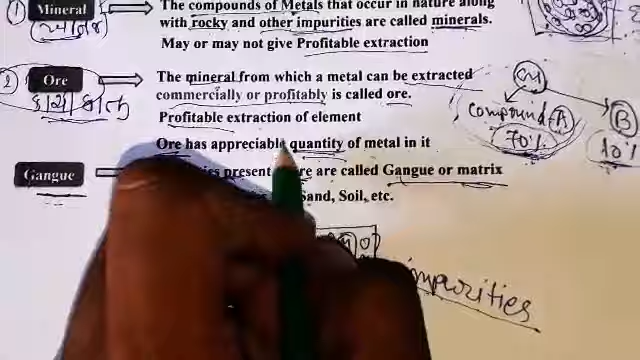 ① Mineral
The compounds of Metals that occur in nature along
with rocky and other impurities are called minerals.
May or may not give Profitable extraction
2 Ore
The mineral from which a metal can be extracted
commercially or profitably is called ore.
Profitable extraction of element
Ore has appreciable quantity of metal in it
Gangue
present are called Gangue or matrix
Sand, Soil, etc.
Compound-A
70%
B
10%
impurities